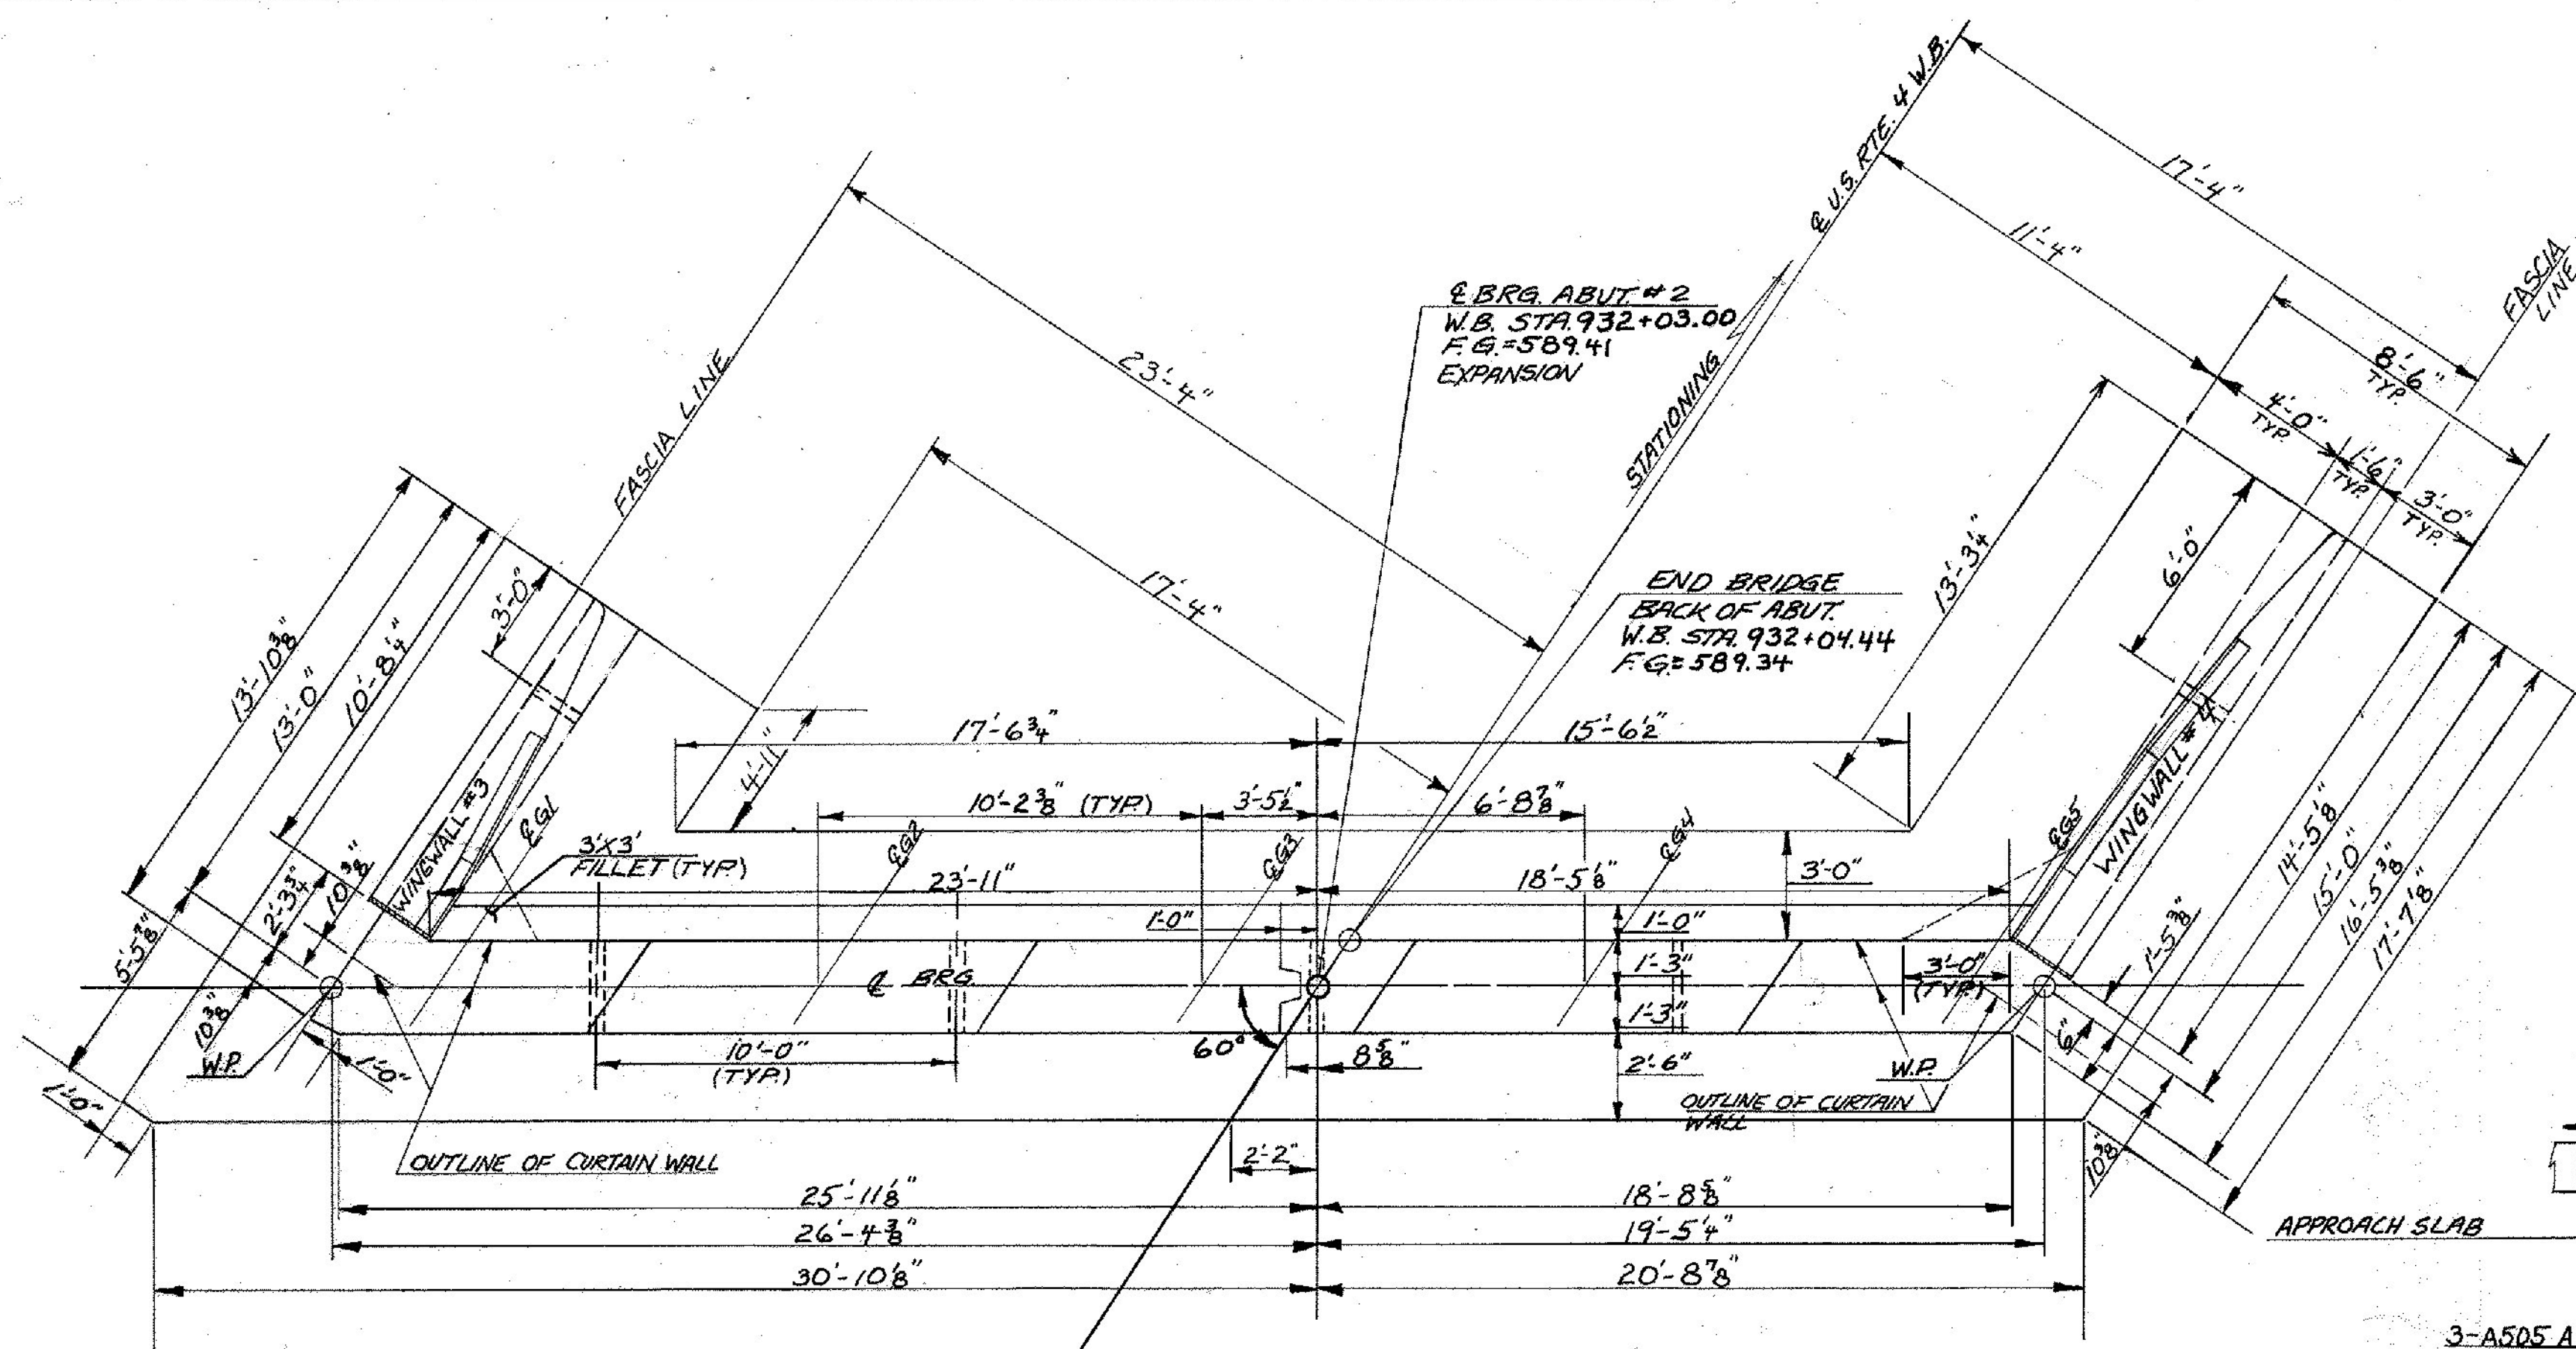 ℄ U.S. RTE. 4 W.B.
17'-4"
11'-4"
FASCIA
LINE
8'-6"
TYP.
4'-0"
TYP.
1'-6"
TYP.
3'-0"
TYP.
℄ BRG. ABUT. #2
W.B. STA. 932+03.00
F.G.=589.41
EXPANSION
STATIONING
23'-4"
FASCIA LINE
17'-4"
END BRIDGE
BACK OF ABUT.
W.B. STA. 932+04.44
F.G.=589.34
13'-3¼"
6'-0"
13'-10⅜"
13'-0"
10'-8¼"
3'-0"
4'-11"
17'-6¾"
15'-6½"
10'-2⅜" (TYP.)
3'-5½"
6'-8⅞"
WINGWALL #3
℄ G1
℄ G2
℄ G3
℄ G4
℄ G5
WINGWALL #4
3'X3'
FILLET (TYP.)
23'-11"
18'-5⅛"
3'-0"
14'-5⅛"
15'-0"
16'-5⅜"
17'-7⅛"
5'-5⅞"
2'-3¾"
10⅜"
10⅜"
1'-0"
1'-0"
℄ BRG.
1'-3"
1'-3"
3'-0"
(TYP.)
1'-5⅜"
6"
W.P.
1'-0"
1'-0"
10'-0"
(TYP.)
60°
8⅝"
2'-6"
W.P.
OUTLINE OF CURTAIN
WALL
10⅜"
OUTLINE OF CURTAIN WALL
2'-2"
25'-11⅛"
18'-8⅝"
26'-4⅜"
19'-5¼"
30'-10⅛"
20'-8⅞"
APPROACH SLAB
3-A505 A